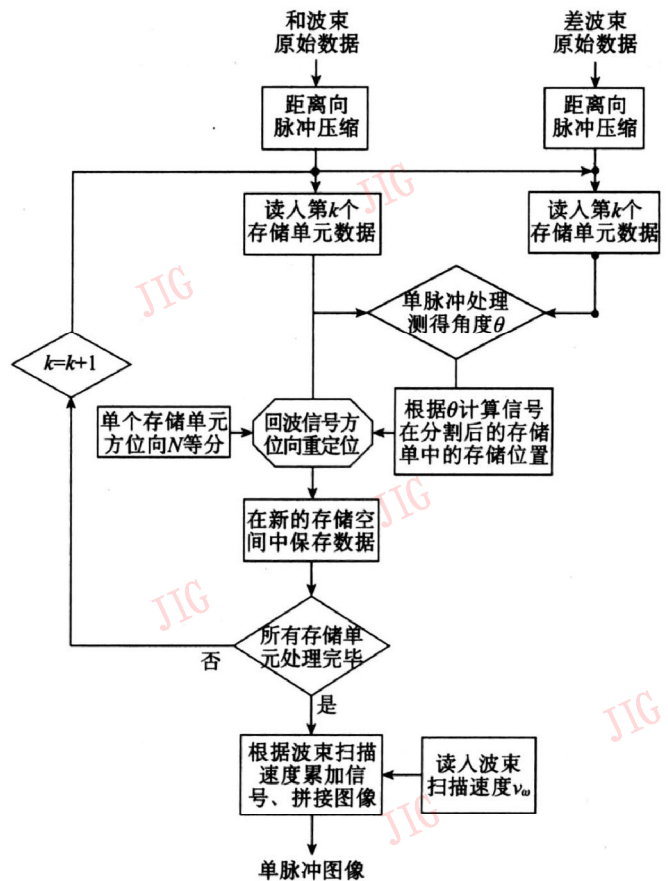 和波束
原始数据
差波束
原始数据
距离向
脉冲压缩
距离向
脉冲压缩
JIG
读入第k个
存储单元数据
读入第k个
存储单元数据
JIG
单脉冲处理
测得角度θ
k=k+1
单个存储单元
方位向N等分
回波信号方
位向重定位
根据θ计算信号
在分割后的存储
单中的存储位置
JIG
在新的存储空
间中保存数据
JIG
所有存储单
元处理完毕
否
是
JIG
根据波束扫描
速度累加信
号、拼接图像
读入波束
扫描速度vω
JIG
单脉冲图像